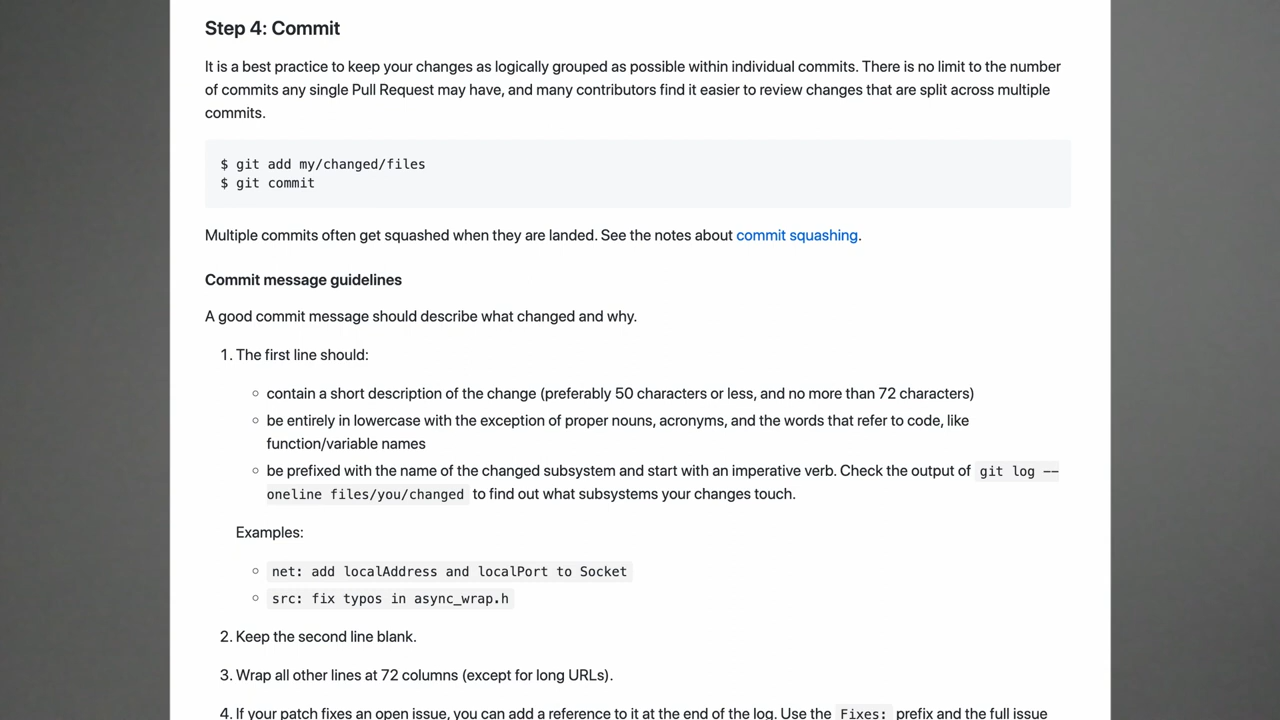 Step 4: Commit
It is a best practice to keep your changes as logically grouped as possible within individual commits. There is no limit to the number
of commits any single Pull Request may have, and many contributors find it easier to review changes that are split across multiple
commits.
$ git add my/changed/files
$ git commit
Multiple commits often get squashed when they are landed. See the notes about commit squashing.
Commit message guidelines
A good commit message should describe what changed and why.
1. The first line should:
◦ contain a short description of the change (preferably 50 characters or less, and no more than 72 characters)
◦ be entirely in lowercase with the exception of proper nouns, acronyms, and the words that refer to code, like
function/variable names
◦ be prefixed with the name of the changed subsystem and start with an imperative verb. Check the output of git log --
oneline files/you/changed to find out what subsystems your changes touch.
Examples:
◦ net: add localAddress and localPort to Socket
◦ src: fix typos in async_wrap.h
2. Keep the second line blank.
3. Wrap all other lines at 72 columns (except for long URLs).
4. If your patch fixes an open issue, you can add a reference to it at the end of the log. Use the Fixes: prefix and the full issue